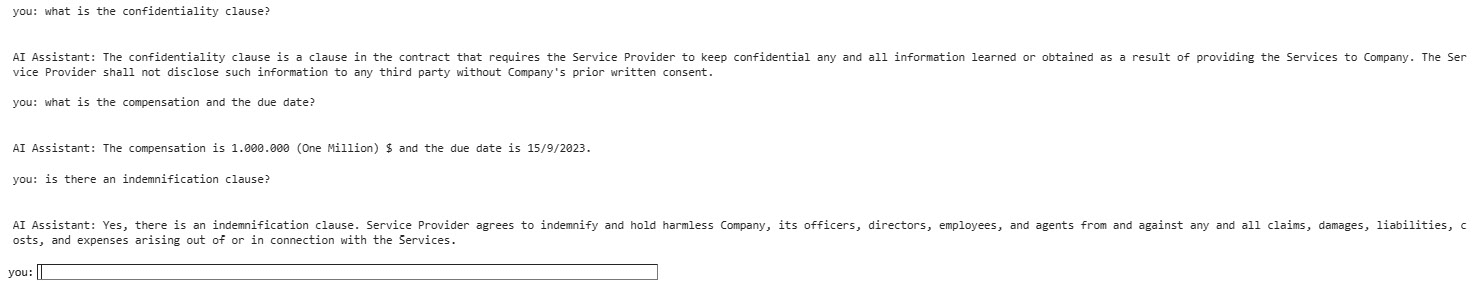 you: what is the confidentiality clause?
AI Assistant: The confidentiality clause is a clause in the contract that requires the Service Provider to keep confidential any and all information learned or obtained as a result of providing the Services to Company. The Ser
vice Provider shall not disclose such information to any third party without Company's prior written consent.
you: what is the compensation and the due date?
AI Assistant: The compensation is 1.000.000 (One Million) $ and the due date is 15/9/2023.
you: is there an indemnification clause?
AI Assistant: Yes, there is an indemnification clause. Service Provider agrees to indemnify and hold harmless Company, its officers, directors, employees, and agents from and against any and all claims, damages, liabilities, c
osts, and expenses arising out of or in connection with the Services.
you: